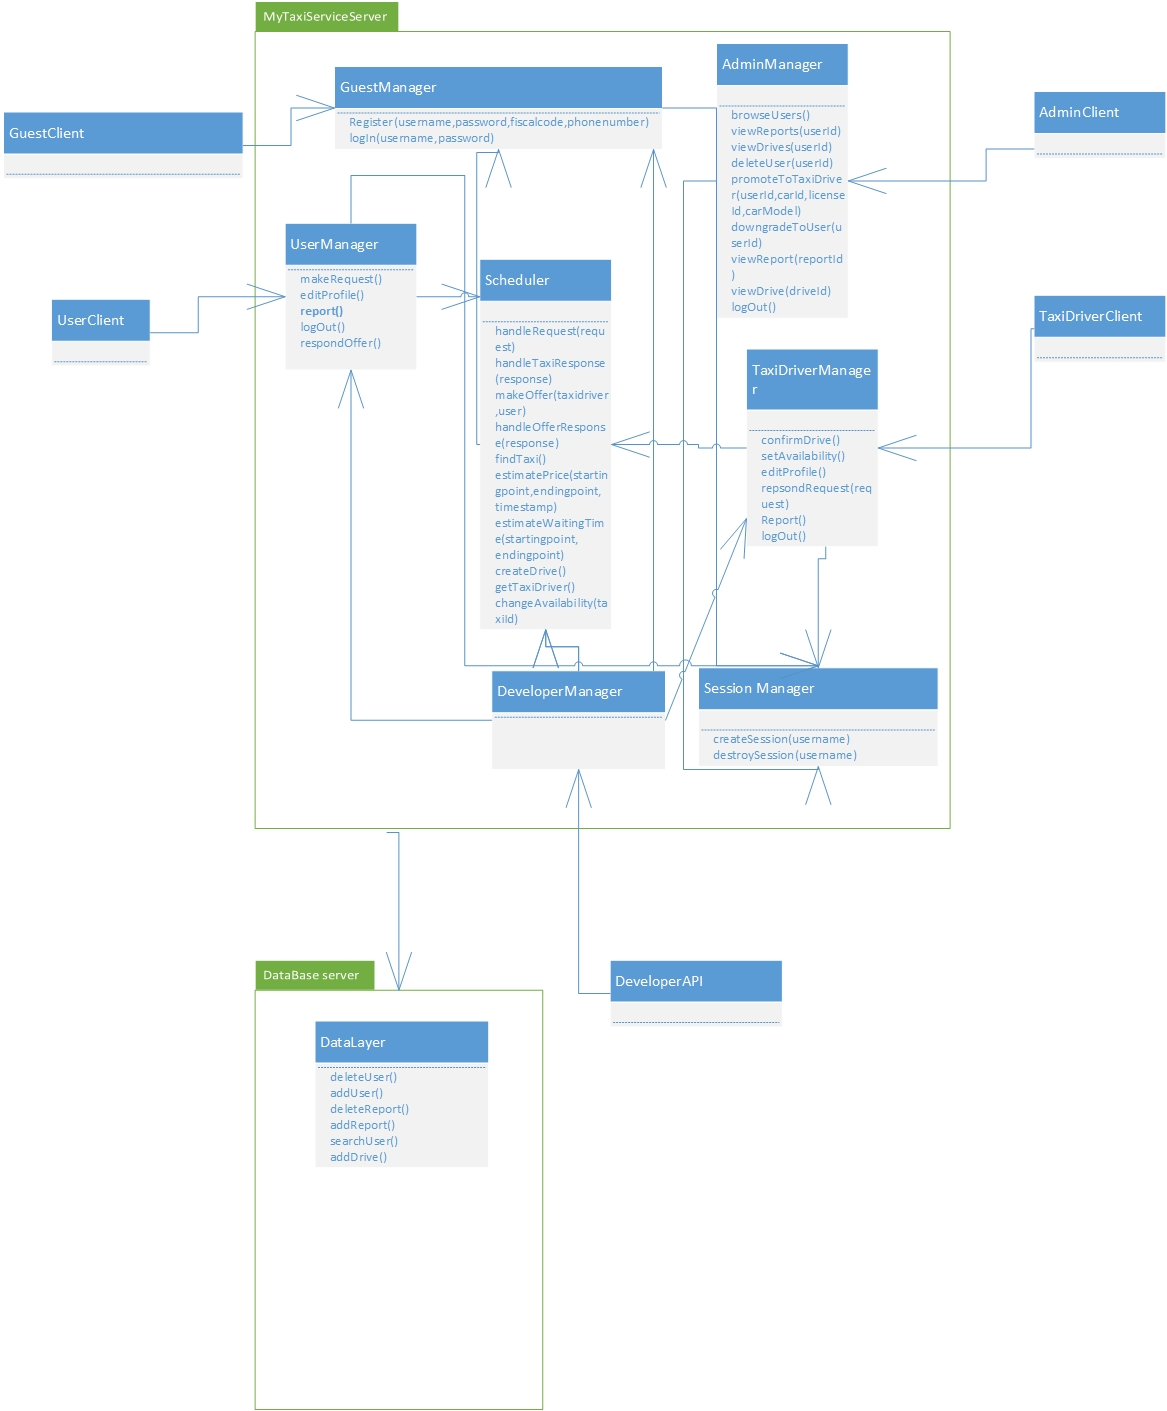 MyTaxiServiceServer
GuestManager
Register(username,password,fiscalcode,phonenumber)
logIn(username,password)
AdminManager
browseUsers()
viewReports(userId)
viewDrives(userId)
deleteUser(userId)
promoteToTaxiDrive
r(userId,carId,license
Id,carModel)
downgradeToUser(u
serId)
viewReport(reportId
)
viewDrive(driveId)
logOut()
GuestClient
AdminClient
UserManager
makeRequest()
editProfile()
report()
logOut()
respondOffer()
Scheduler
handleRequest(requ
est)
handleTaxiResponse
(response)
makeOffer(taxidriver
,user)
handleOfferRespons
e(response)
findTaxi()
estimatePrice(startin
gpoint,endingpoint,
timestamp)
estimateWaitingTim
e(startingpoint,
endingpoint)
createDrive()
getTaxiDriver()
changeAvailability(ta
xiId)
UserClient
TaxiDriverClient
TaxiDriverManage
r
confirmDrive()
setAvailability()
editProfile()
repsondRequest(req
uest)
Report()
logOut()
DeveloperManager
Session Manager
createSession(username)
destroySession(username)
DataBase server
DeveloperAPI
DataLayer
deleteUser()
addUser()
deleteReport()
addReport()
searchUser()
addDrive()